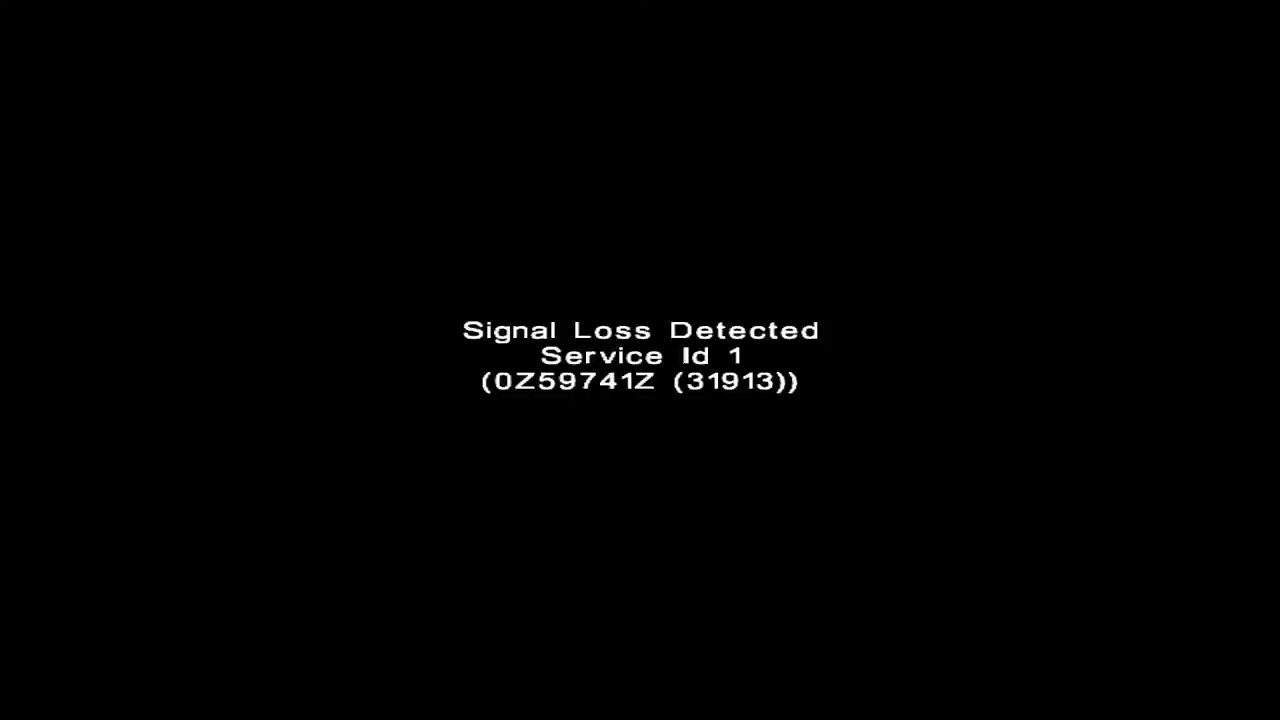 Signal Loss Detected
Service Id 1
(0Z59741Z (31913))